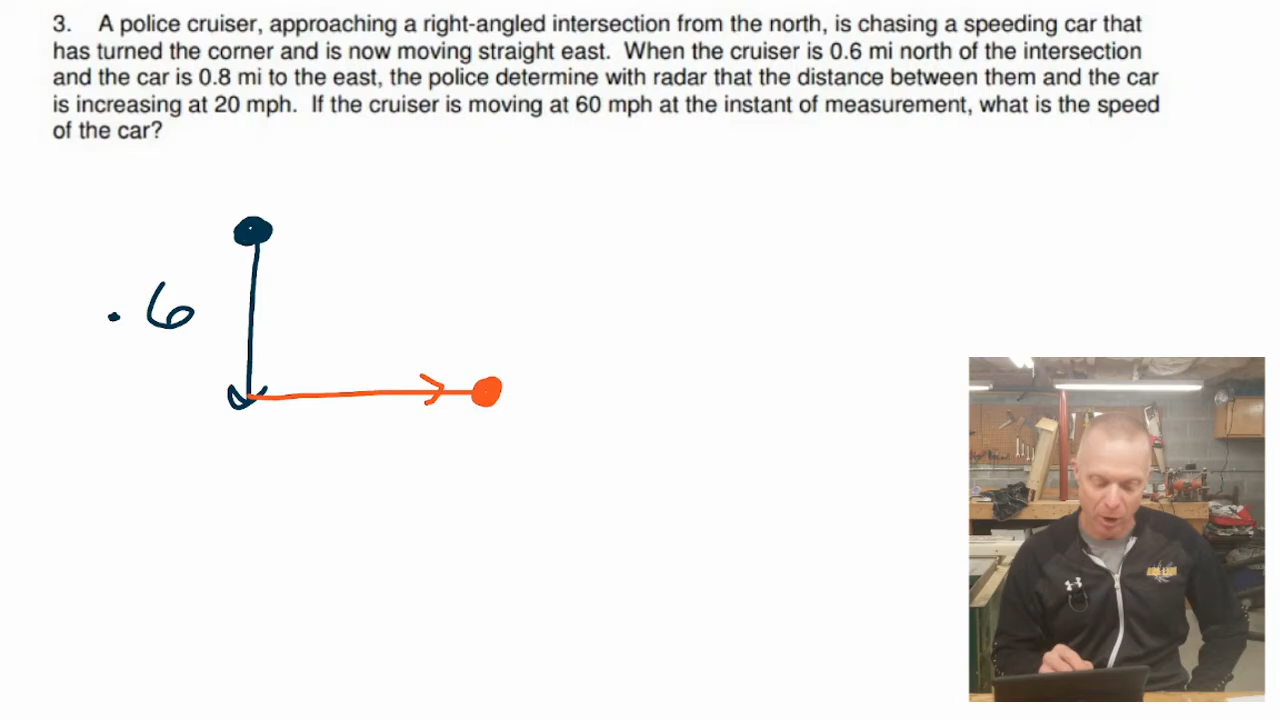 3. A police cruiser, approaching a right-angled intersection from the north, is chasing a speeding car that
has turned the corner and is now moving straight east. When the cruiser is 0.6 mi north of the intersection
and the car is 0.8 mi to the east, the police determine with radar that the distance between them and the car
is increasing at 20 mph. If the cruiser is moving at 60 mph at the instant of measurement, what is the speed
of the car?
.6